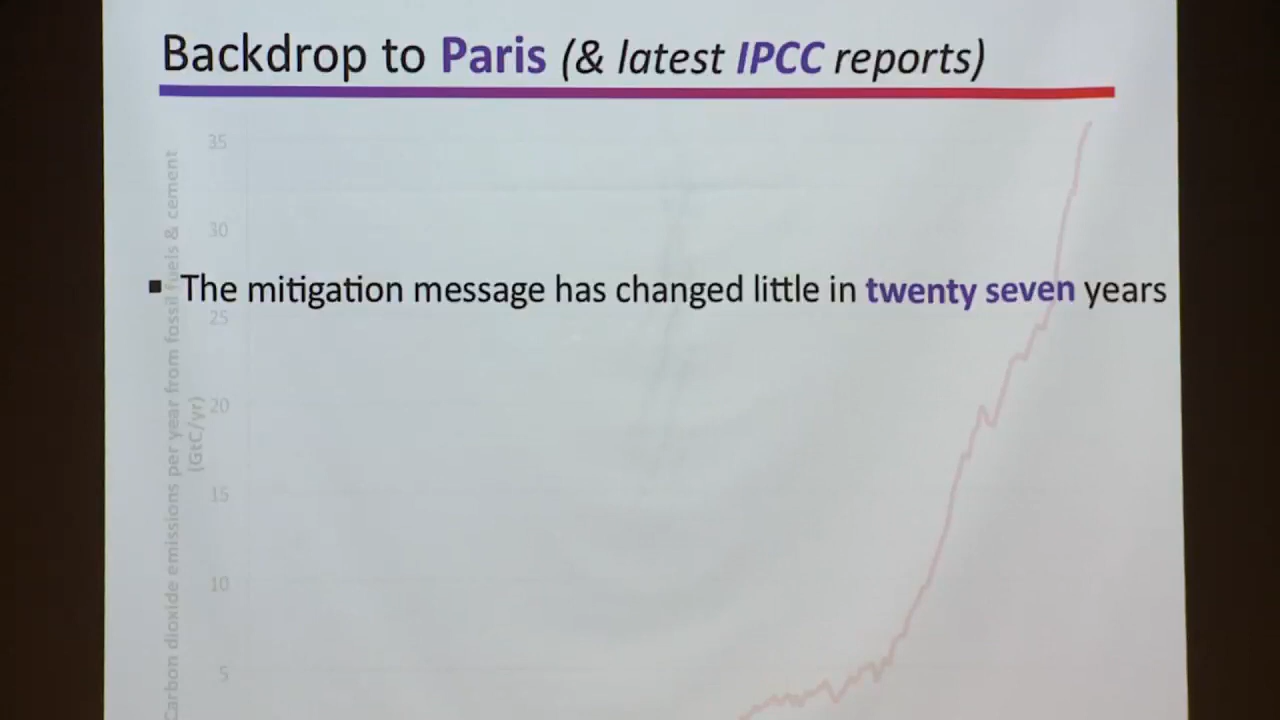 Backdrop to Paris (& latest IPCC reports)
35
30
▪ The mitigation message has changed little in twenty seven years
25
20
15
10
5
Carbon dioxide emissions per year from fossil fuels & cement
(GtC/yr)